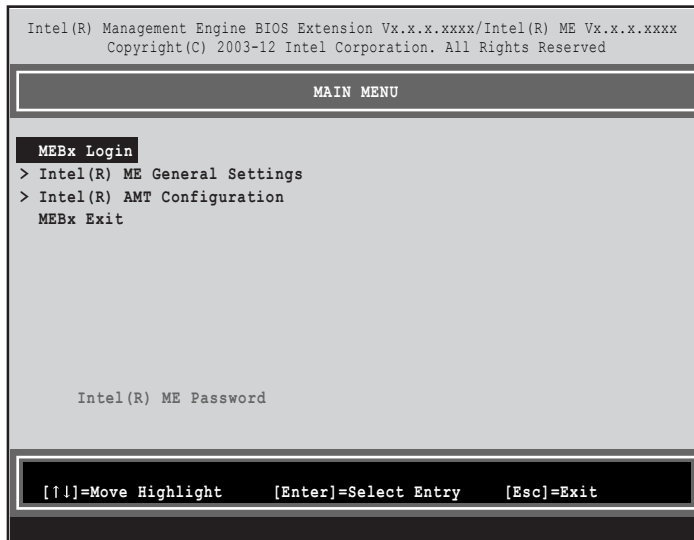 Intel(R) Management Engine BIOS Extension Vx.x.x.xxxx/Intel(R) ME Vx.x.x.xxxx
Copyright(C) 2003-12 Intel Corporation. All Rights Reserved
MAIN MENU
MEBx Login
> Intel(R) ME General Settings
> Intel(R) AMT Configuration
MEBx Exit
Intel(R) ME Password
[↑↓]=Move Highlight [Enter]=Select Entry [Esc]=Exit